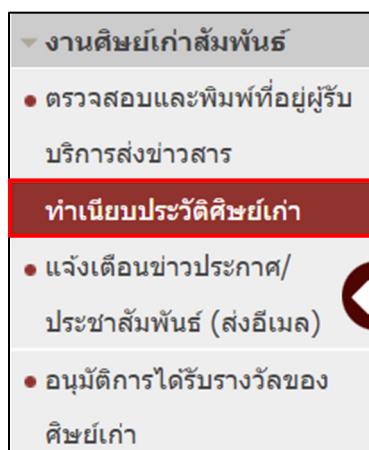 งานศิษย์เก่าสัมพันธ์
ตรวจสอบและพิมพ์ที่อยู่ผู้รับ
บริการส่งข่าวสาร
ทำเนียบประวัติศิษย์เก่า
แจ้งเตือนข่าวประกาศ/
ประชาสัมพันธ์ (ส่งอีเมล)
อนุมัติการได้รับรางวัลของ
ศิษย์เก่า